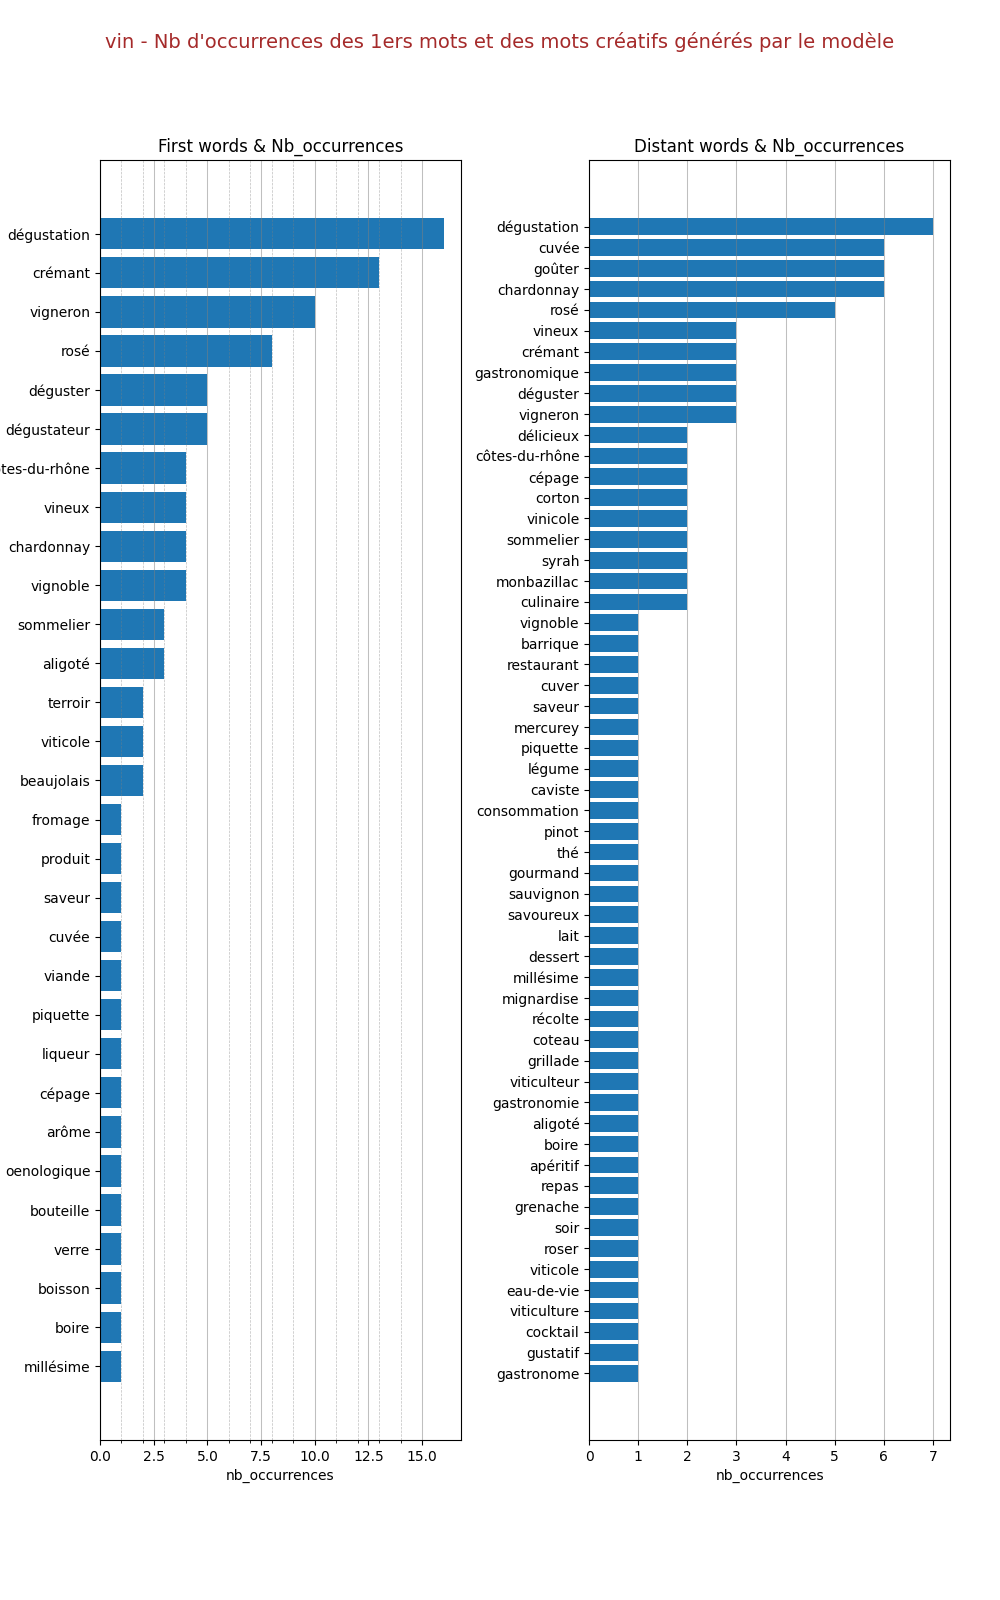 vin - Nb d'occurrences des 1ers mots et des mots créatifs générés par le modèle
First words & Nb_occurrences
dégustation
crémant
vigneron
rosé
déguster
dégustateur
tes-du-rhône
vineux
chardonnay
vignoble
sommelier
aligoté
terroir
viticole
beaujolais
fromage
produit
saveur
cuvée
viande
piquette
liqueur
cépage
arôme
oenologique
bouteille
verre
boisson
boire
millésime
0.0 2.5 5.0 7.5 10.0 12.5 15.0
nb_occurrences
Distant words & Nb_occurrences
dégustation
cuvée
goûter
chardonnay
rosé
vineux
crémant
gastronomique
déguster
vigneron
délicieux
côtes-du-rhône
cépage
corton
vinicole
sommelier
syrah
monbazillac
culinaire
vignoble
barrique
restaurant
cuver
saveur
mercurey
piquette
légume
caviste
consommation
pinot
thé
gourmand
sauvignon
savoureux
lait
dessert
millésime
mignardise
récolte
coteau
grillade
viticulteur
gastronomie
aligoté
boire
apéritif
repas
grenache
soir
roser
viticole
eau-de-vie
viticulture
cocktail
gustatif
gastronome
0 1 2 3 4 5 6 7
nb_occurrences